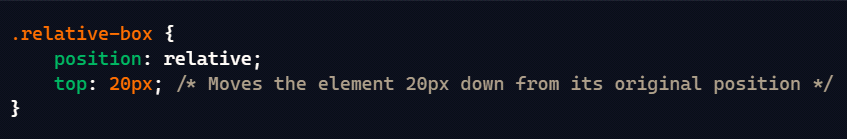 .relative-box {
    position: relative;
    top: 20px; /* Moves the element 20px down from its original position */
}